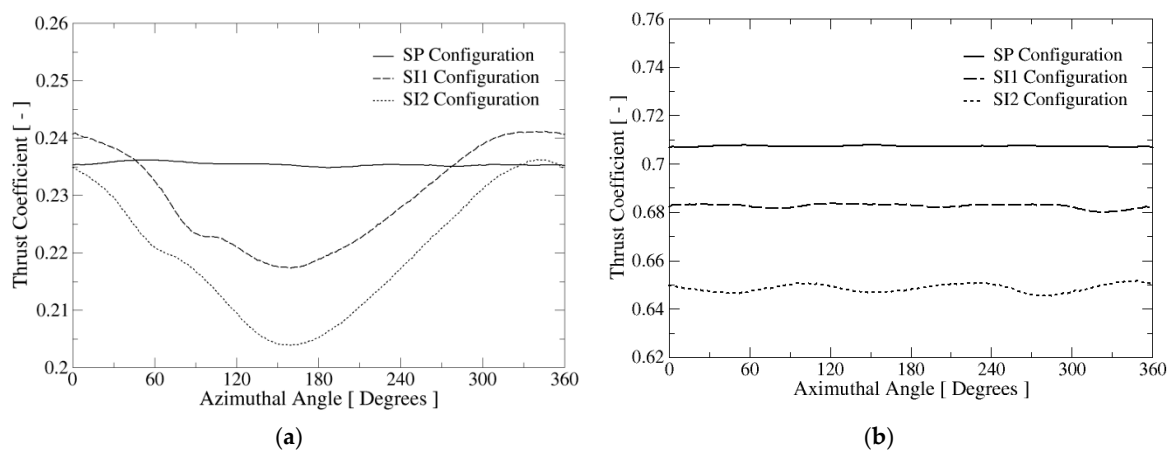 0.26
0.25
0.24
0.23
0.22
0.21
0.2
Thrust Coefficient [ - ]
SP Configuration
SI1 Configuration
SI2 Configuration
0 60 120 180 240 300 360
Azimuthal Angle [ Degrees ]
(a)
0.76
0.74
0.72
0.7
0.68
0.66
0.64
0.62
Thrust Coefficient [ - ]
SP Configuration
SI1 Configuration
SI2 Configuration
0 60 120 180 240 300 360
Aximuthal Angle [ Degrees ]
(b)